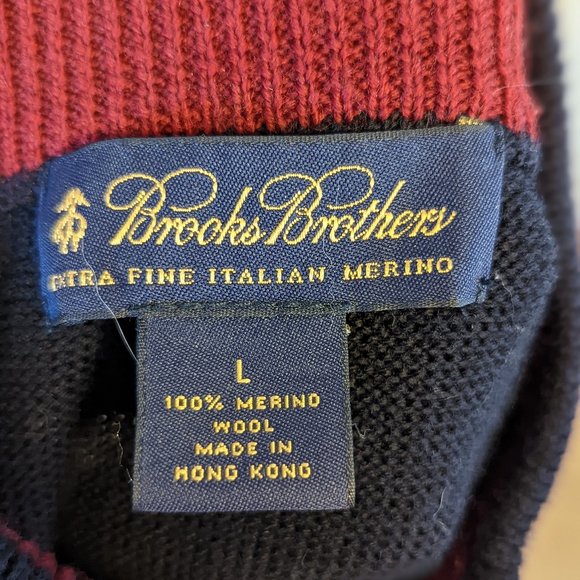 Brooks Brothers
EXTRA FINE ITALIAN MERINO
L
100% MERINO
WOOL
MADE IN
HONG KONG